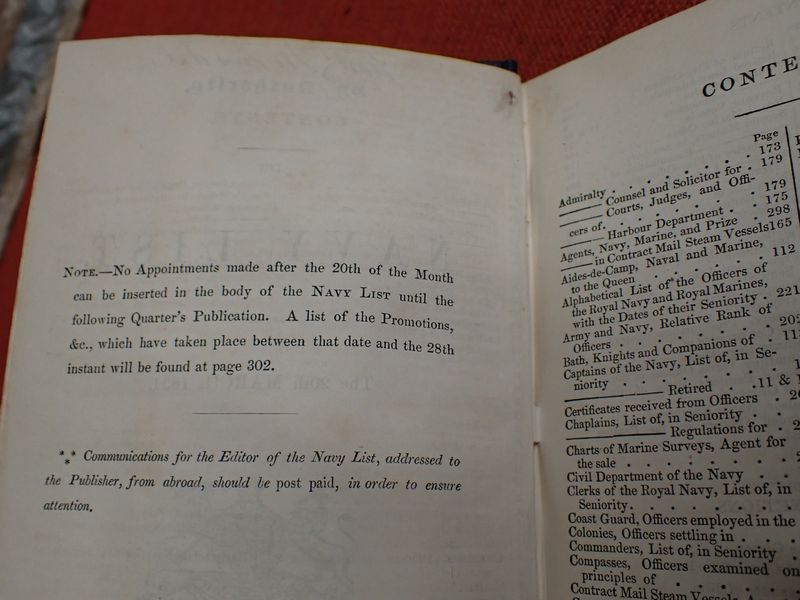 NOTE.—No Appointments made after the 20th of the Month
can be inserted in the body of the NAVY LIST until the
following Quarter's Publication. A list of the Promotions,
&c., which have taken place between that date and the 28th
instant will be found at page 302.
*** Communications for the Editor of the Navy List, addressed to
the Publisher, from abroad, should be post paid, in order to ensure
attention.
CONTE
Page
Admiralty . . . . . . . 173
—— Counsel and Solicitor for . 179
—— Courts, Judges, and Offi-
cers of . . . . . . . 179
—— Harbour Department . . 175
Agents, Navy, Marine, and Prize . 298
—— in Contract Mail Steam Vessels 165
Aides-de-Camp, Naval and Marine,
to the Queen . . . . . . 112
Alphabetical List of the Officers of
the Royal Navy and Royal Marines,
with the Dates of their Seniority . 221
Army and Navy, Relative Rank of
Officers . . . . . . . 202
Bath, Knights and Companions of . 11
Captains of the Navy, List of, in Se-
niority . . . . . . .
—— Retired . . 11 &
Certificates received from Officers . 2
Chaplains, List of, in Seniority . .
—— Regulations for . 2
Charts of Marine Surveys, Agent for
the sale . . . . . . .
Civil Department of the Navy . .
Clerks of the Royal Navy, List of, in
Seniority . . . . . . .
Coast Guard, Officers employed in the
Colonies, Officers settling in . . .
Commanders, List of, in Seniority .
Compasses, Officers examined on
principles of . . . . . .
Contract Mail Steam Vessels